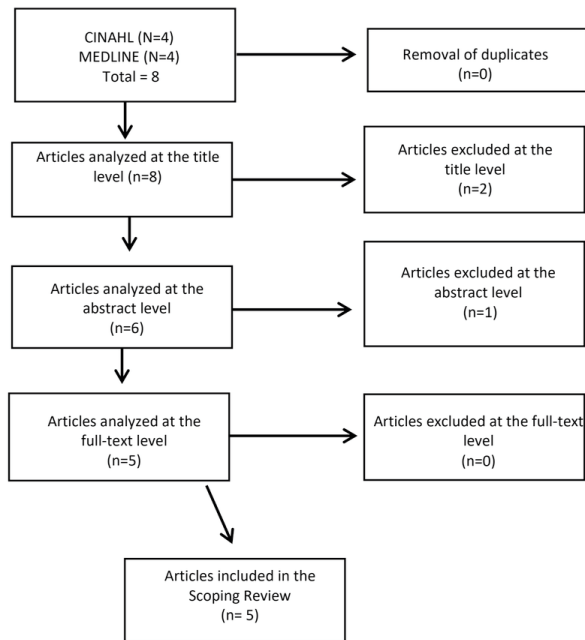 CINAHL (N=4)
MEDLINE (N=4)
Total = 8
Removal of duplicates
(n=0)
Articles analyzed at the title
level (n=8)
Articles excluded at the
title level
(n=2)
Articles analyzed at the
abstract level
(n=6)
Articles excluded at the
abstract level
(n=1)
Articles analyzed at the
full-text level
(n=5)
Articles excluded at the full-text
level
(n=0)
Articles included in the
Scoping Review
(n= 5)